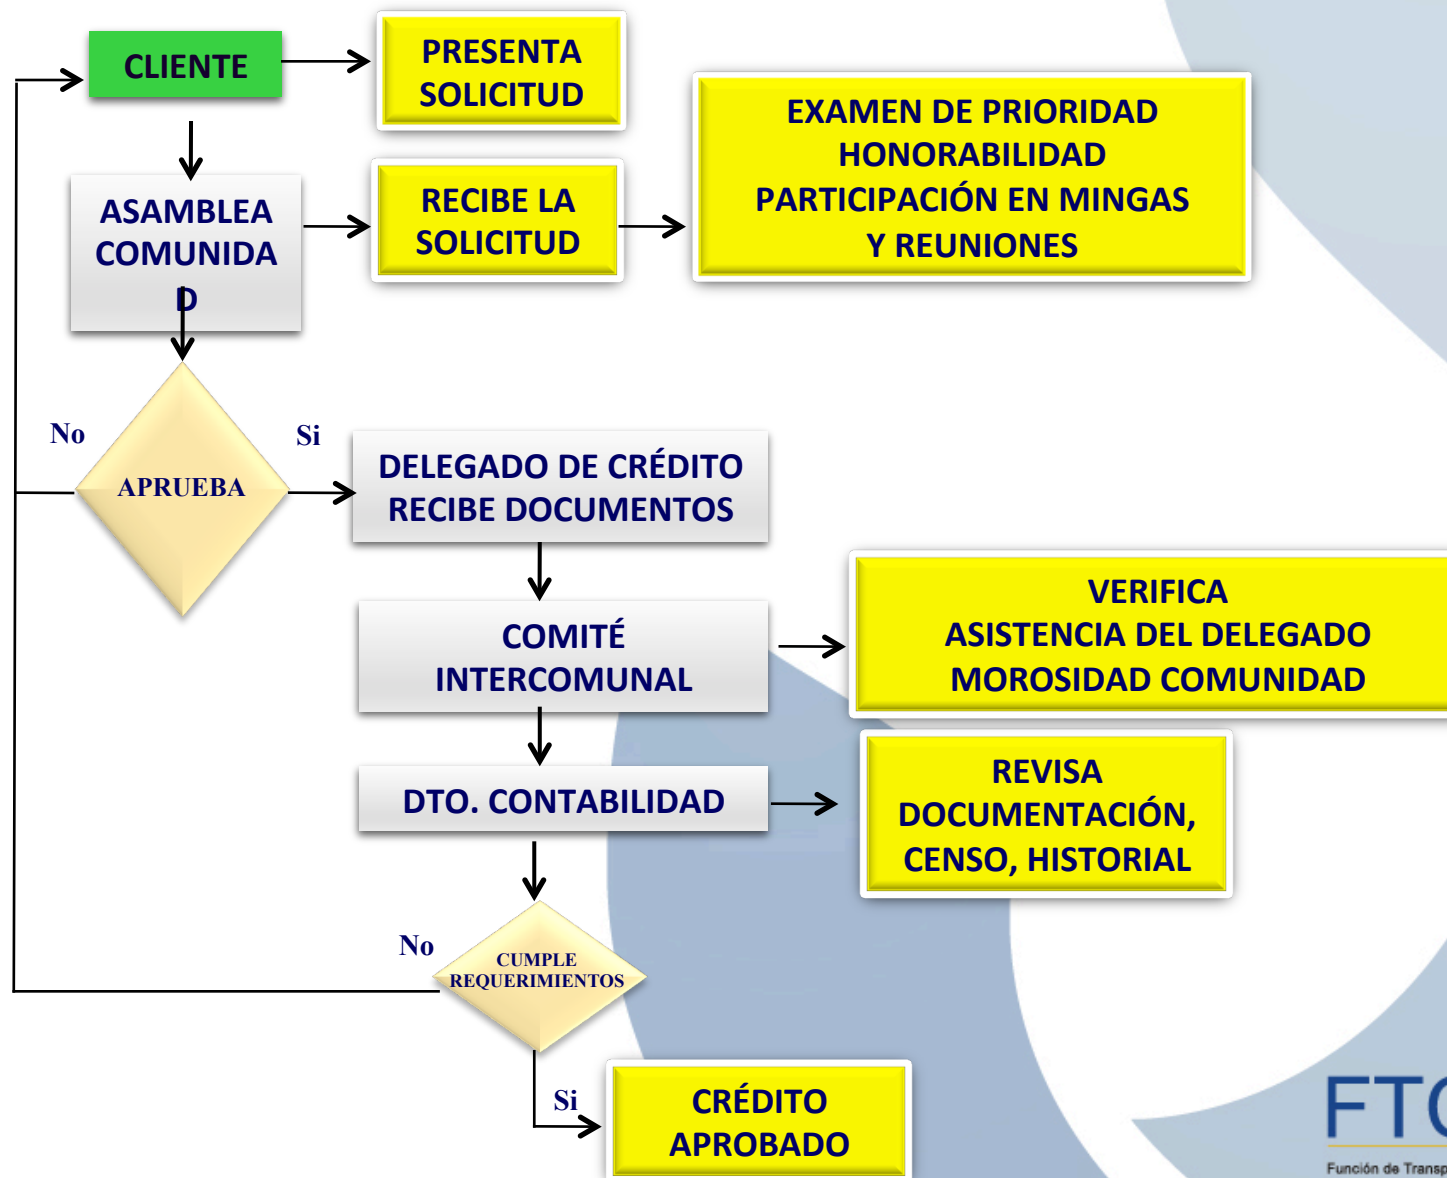 CLIENTE
PRESENTA
SOLICITUD
ASAMBLEA
COMUNIDA
D
RECIBE LA
SOLICITUD
EXAMEN DE PRIORIDAD
HONORABILIDAD
PARTICIPACIÓN EN MINGAS
Y REUNIONES
No
APRUEBA
Si
DELEGADO DE CRÉDITO
RECIBE DOCUMENTOS
COMITÉ
INTERCOMUNAL
VERIFICA
ASISTENCIA DEL DELEGADO
MOROSIDAD COMUNIDAD
DTO. CONTABILIDAD
REVISA
DOCUMENTACIÓN,
CENSO, HISTORIAL
No
CUMPLE
REQUERIMIENTOS
Si
CRÉDITO
APROBADO
Función de